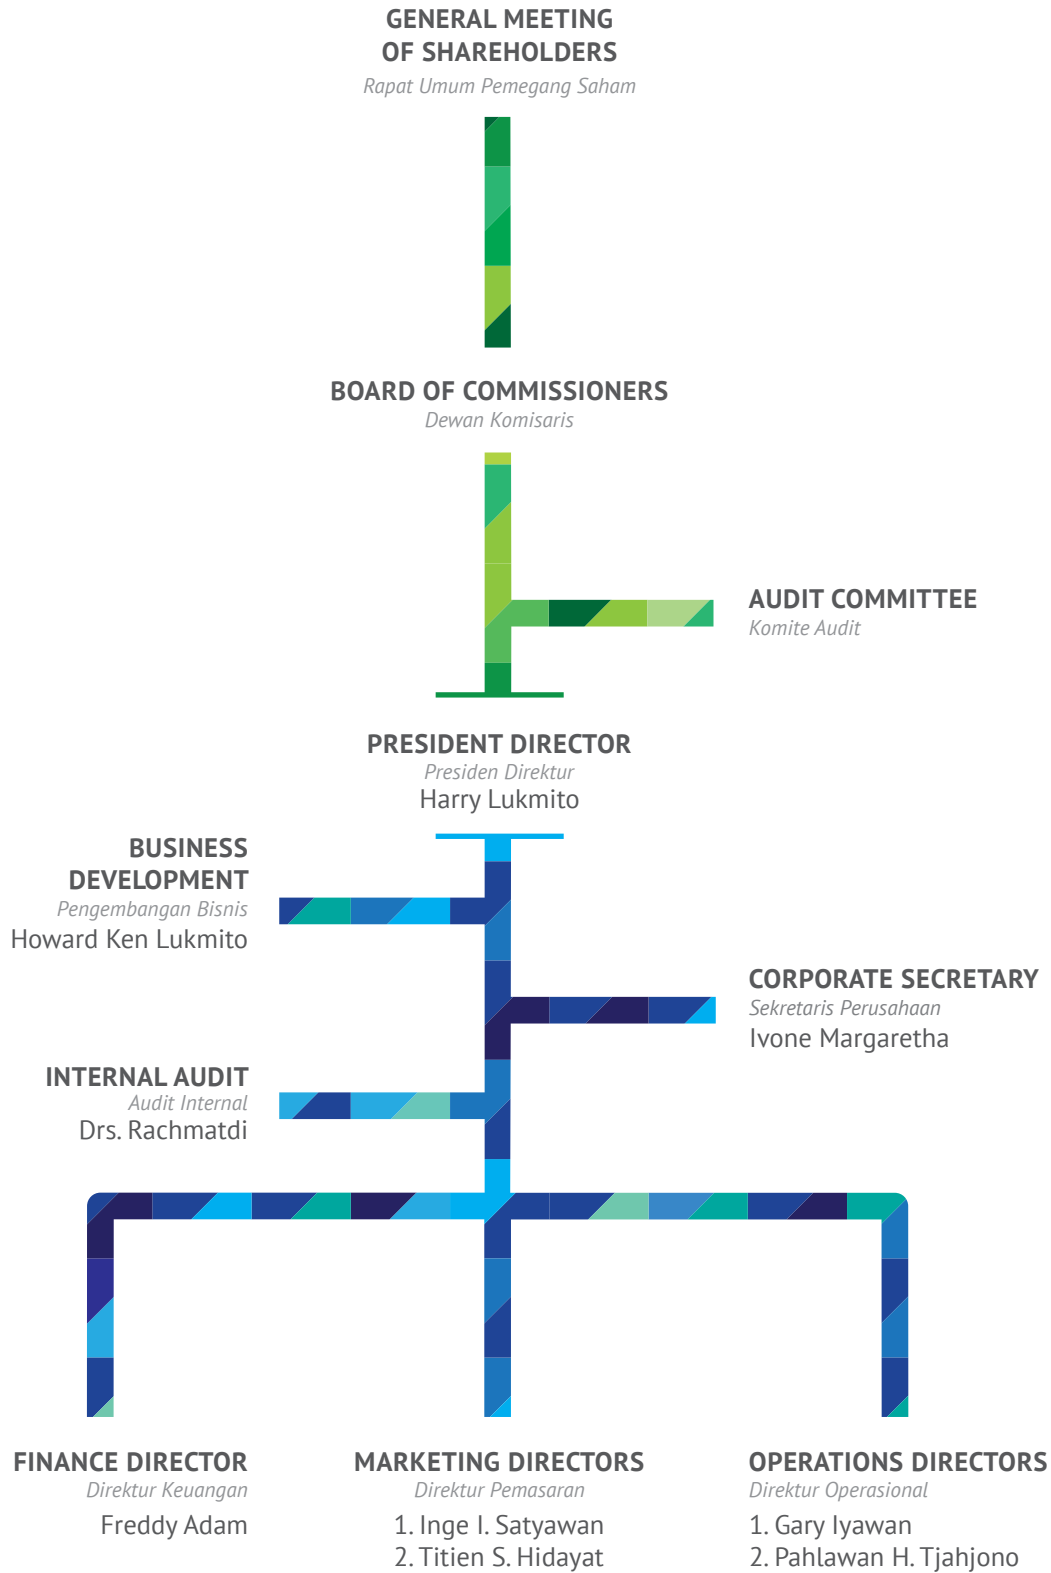 GENERAL MEETING
OF SHAREHOLDERS
Rapat Umum Pemegang Saham
BOARD OF COMMISSIONERS
Dewan Komisaris
AUDIT COMMITTEE
Komite Audit
PRESIDENT DIRECTOR
Presiden Direktur
Harry Lukmito
BUSINESS
DEVELOPMENT
Pengembangan Bisnis
Howard Ken Lukmito
CORPORATE SECRETARY
Sekretaris Perusahaan
Ivone Margaretha
INTERNAL AUDIT
Audit Internal
Drs. Rachmatdi
FINANCE DIRECTOR
Direktur Keuangan
Freddy Adam
MARKETING DIRECTORS
Direktur Pemasaran
1. Inge I. Satyawan
2. Titien S. Hidayat
OPERATIONS DIRECTORS
Direktur Operasional
1. Gary Iyawan
2. Pahlawan H. Tjahjono